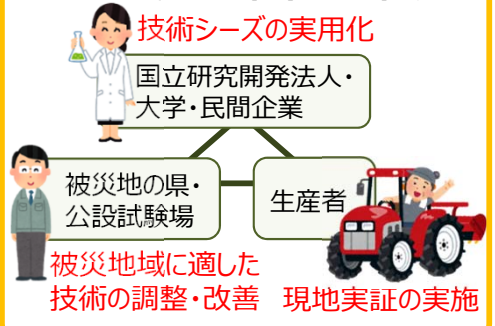 技術シーズの実用化
国立研究開発法人・
大学・民間企業
被災地の県・
公設試験場
生産者
被災地域に適した
技術の調整・改善
現地実証の実施